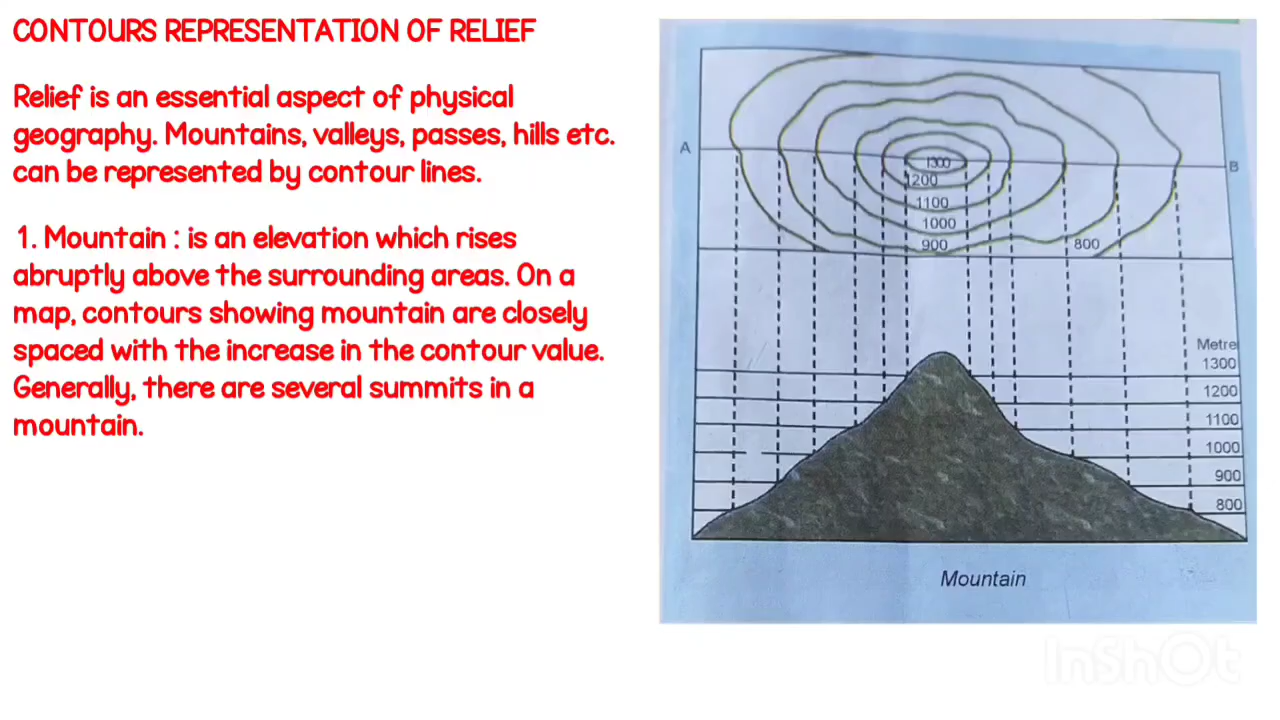 CONTOURS REPRESENTATION OF RELIEF
Relief is an essential aspect of physical
geography. Mountains, valleys, passes, hills etc.
can be represented by contour lines.
1. Mountain : is an elevation which rises
abruptly above the surrounding areas. On a
map, contours showing mountain are closely
spaced with the increase in the contour value.
Generally, there are several summits in a
mountain.
A
B
1300
1200
1100
1000
900
800
Metre
1300
1200
1100
1000
900
800
Mountain
InShOt